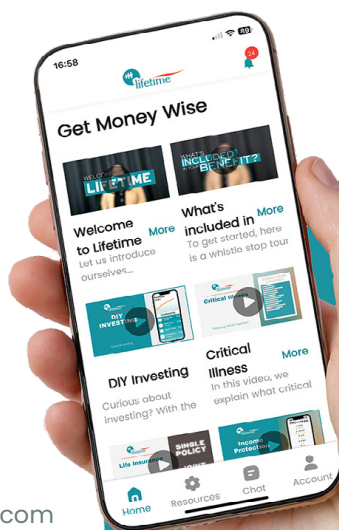 16:58
89
24
lifetime
Get Money Wise
WELCOME
LIFETIME
WHAT'S
INCLUDED
IN YOUR
BENEFIT?
Welcome
to Lifetime More
Let us introduce
ourselves...
What's
included in More
To get started, here
is a whistle stop tour
DIY
INVESTING
Critical Illness
DIY Investing
Curious about
investing? With the
Critical
Illness More
In this video, we
explain what critical
Life Insurance
SINGLE
POLICY
Income
Protection
Home
Resources
Chat
Account
com